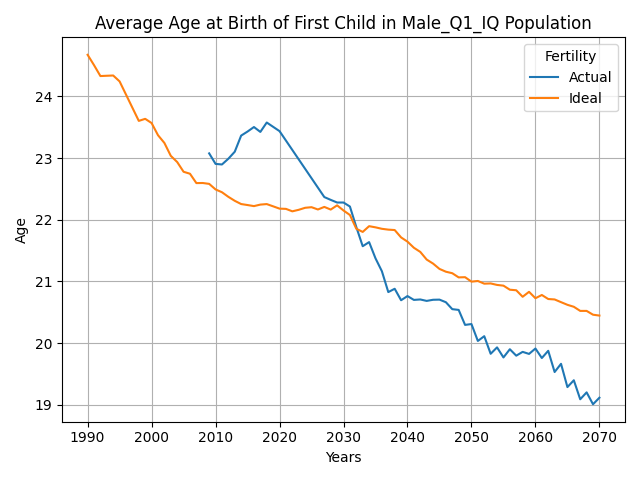 Average Age at Birth of First Child in Male_Q1_IQ Population
Fertility
Actual
Ideal
Age
24
23
22
21
20
19
1990 2000 2010 2020 2030 2040 2050 2060 2070
Years